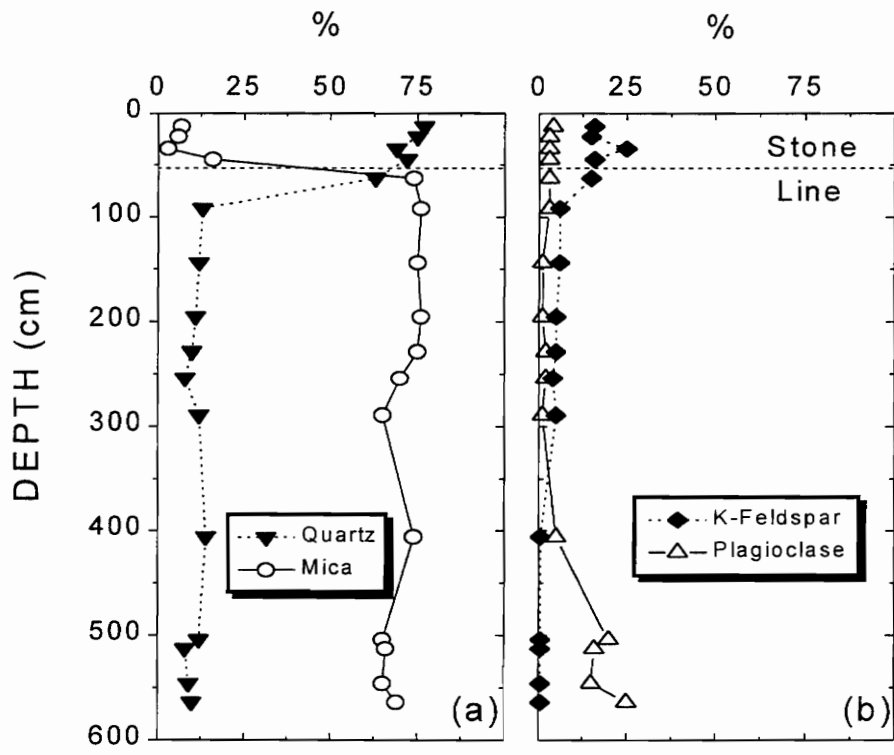 % %
0 25 50 75 0 25 50 75
0
100
200
300
400
500
600
DEPTH (cm)
Stone
Line
Quartz
Mica
K-Feldspar
Plagioclase
(a)
(b)